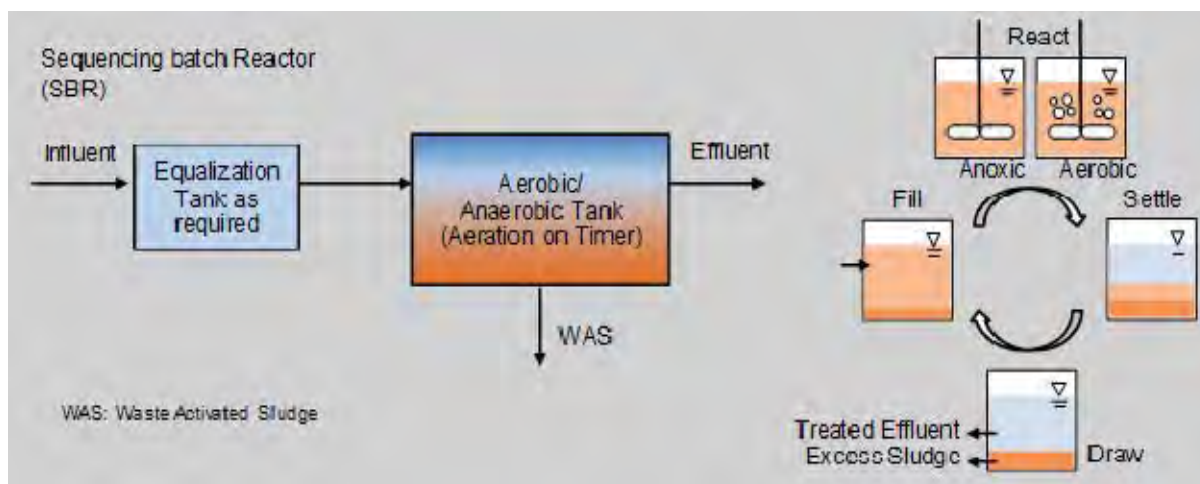 Sequencing batch Reactor
(SBR)
Influent
Equalization
Tank as
required
Aerobic/
Anaerobic Tank
(Aeration on Timer)
Effluent
WAS
WAS: Waste Activated Sludge
React
Anoxic
Aerobic
Fill
Settle
Treated Effluent
Excess Sludge
Draw